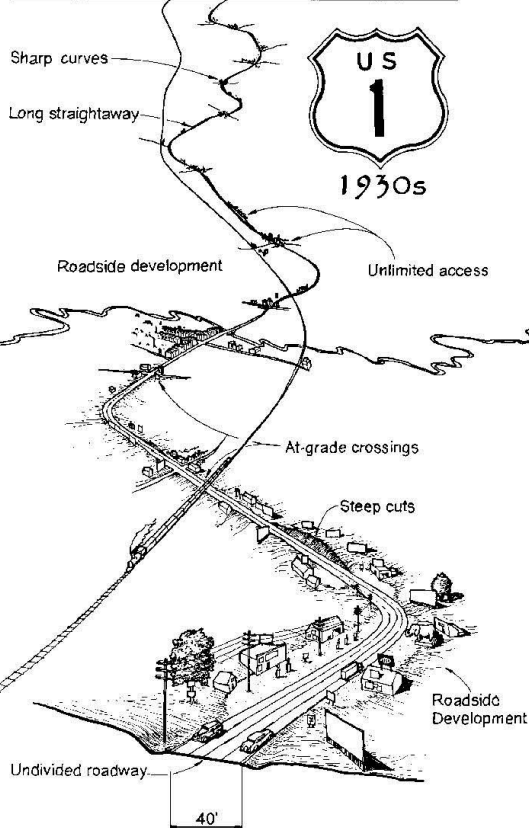 Sharp curves
US
1
1930s
Long straightaway
Roadside development
Unlimited access
At-grade crossings
Steep cuts
Roadside
Development
Undivided roadway
40'